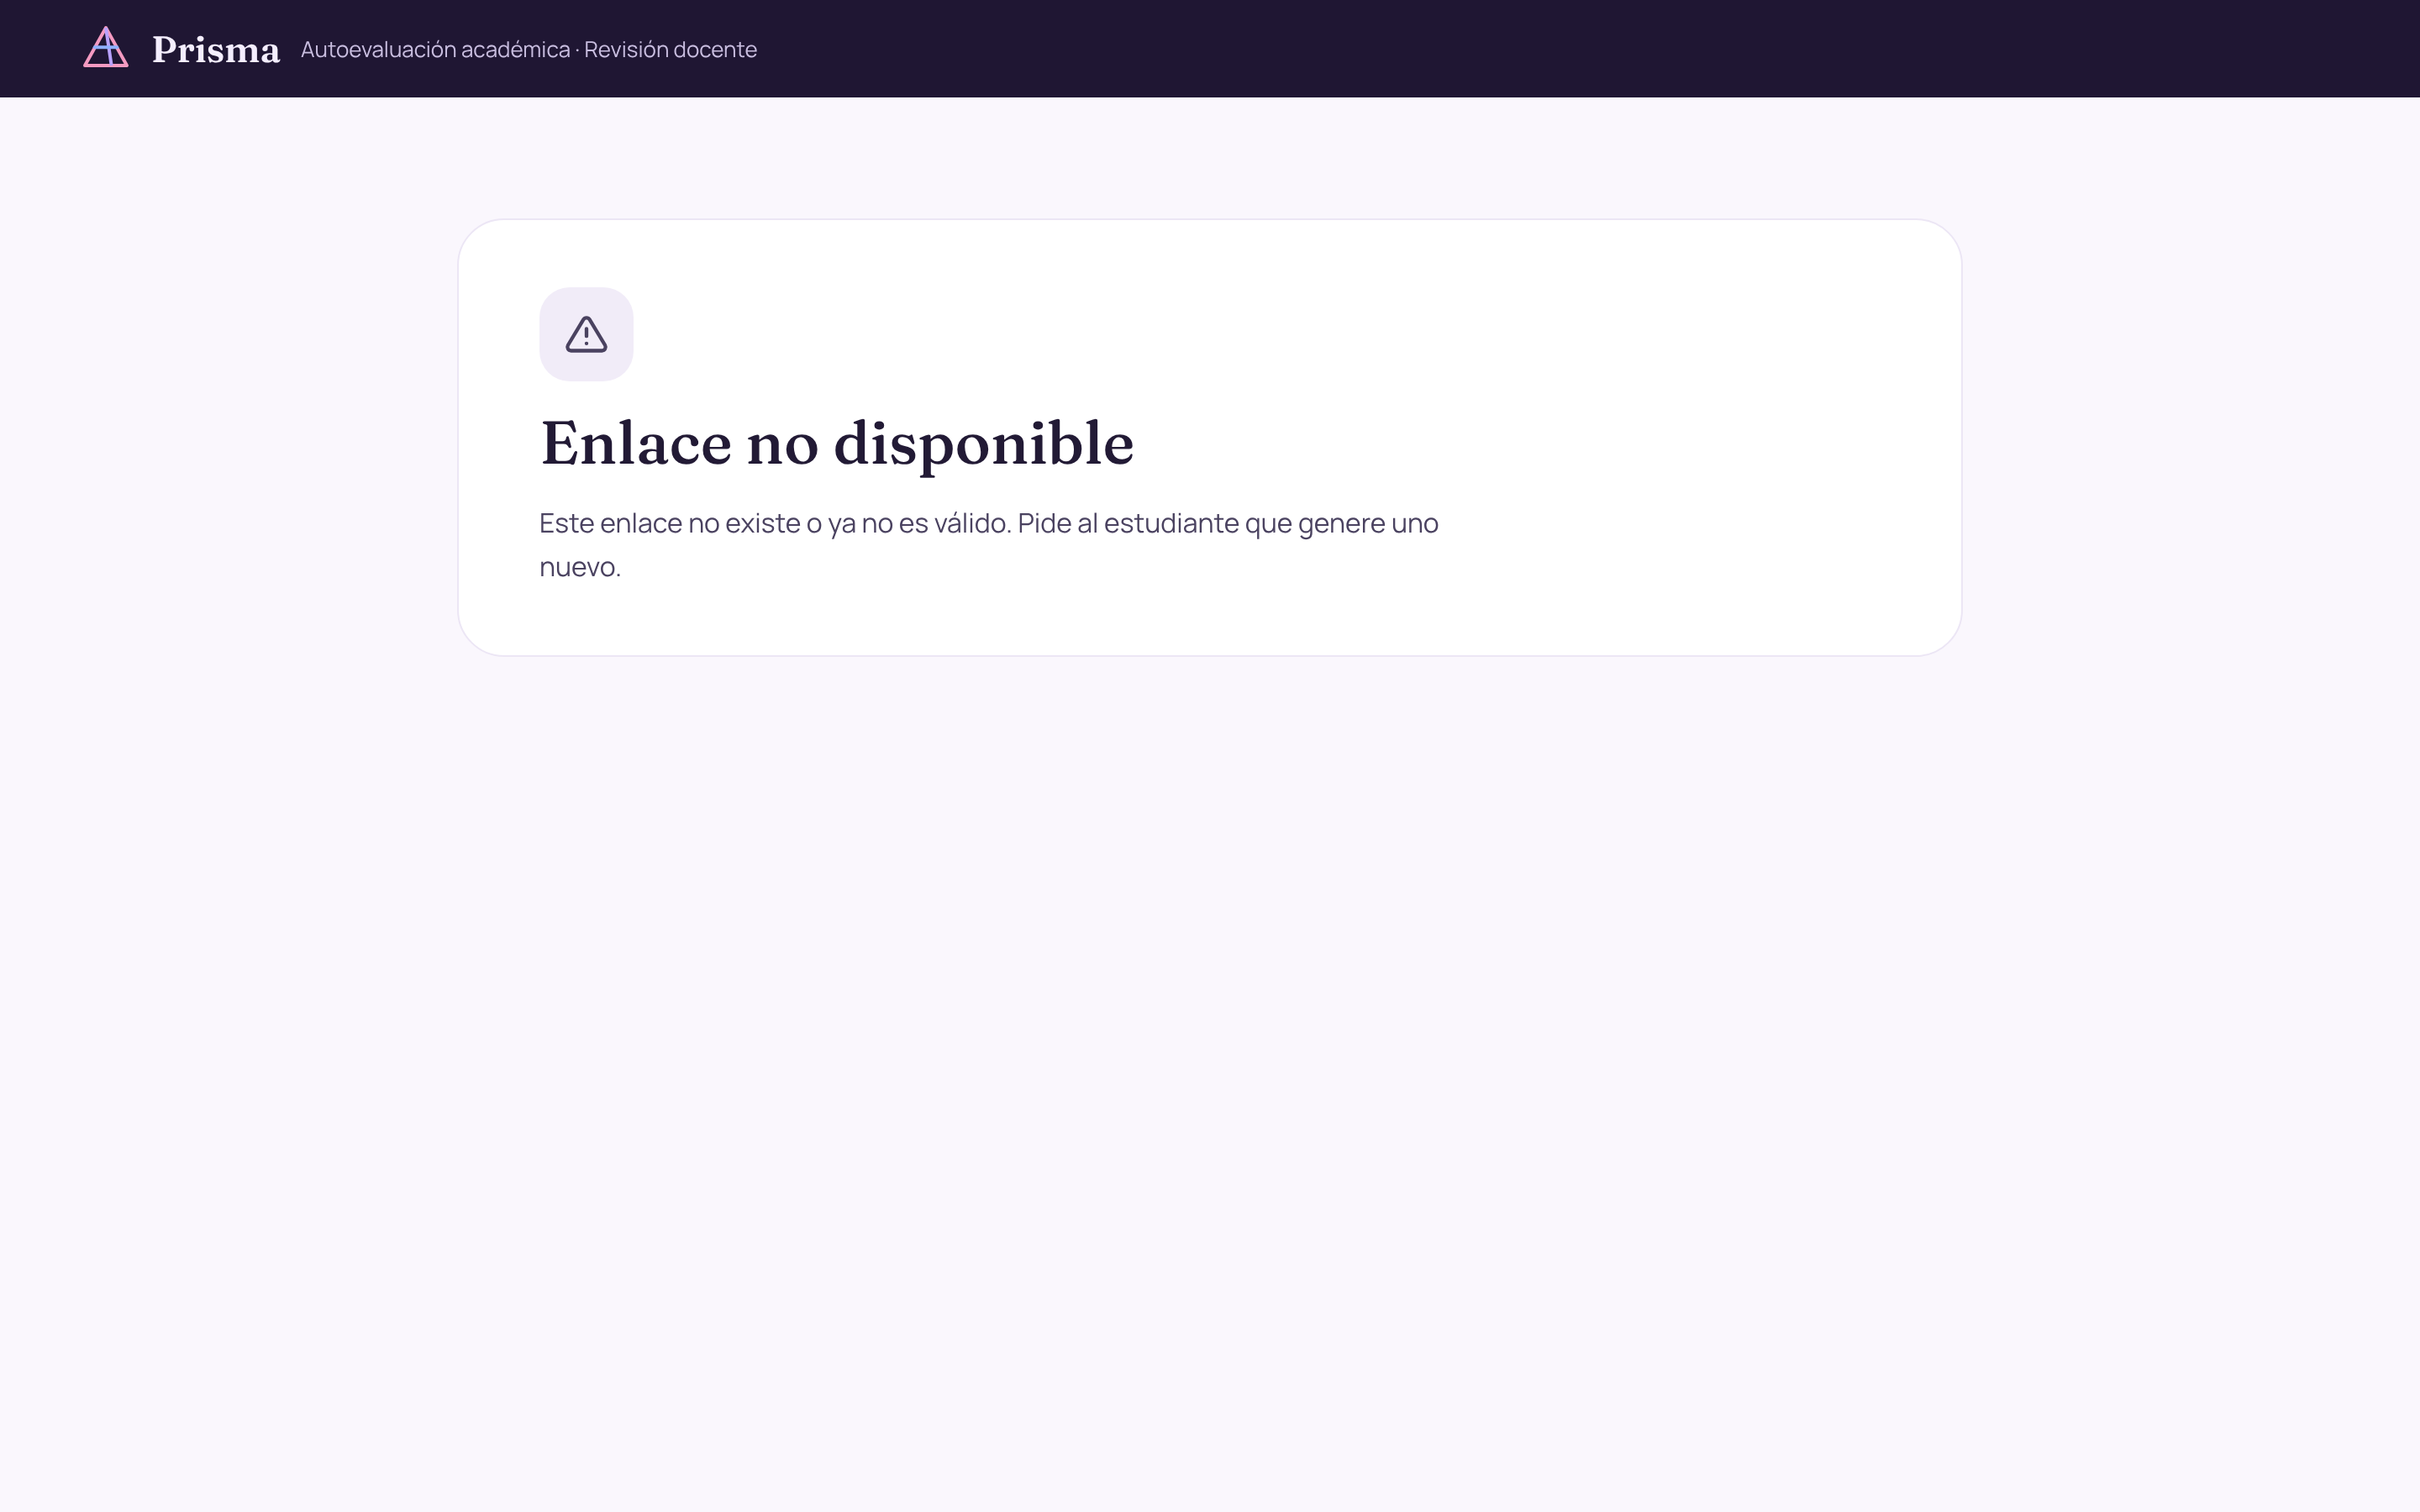 Prisma Autoevaluación académica · Revisión docente
Enlace no disponible
Este enlace no existe o ya no es válido. Pide al estudiante que genere uno
nuevo.